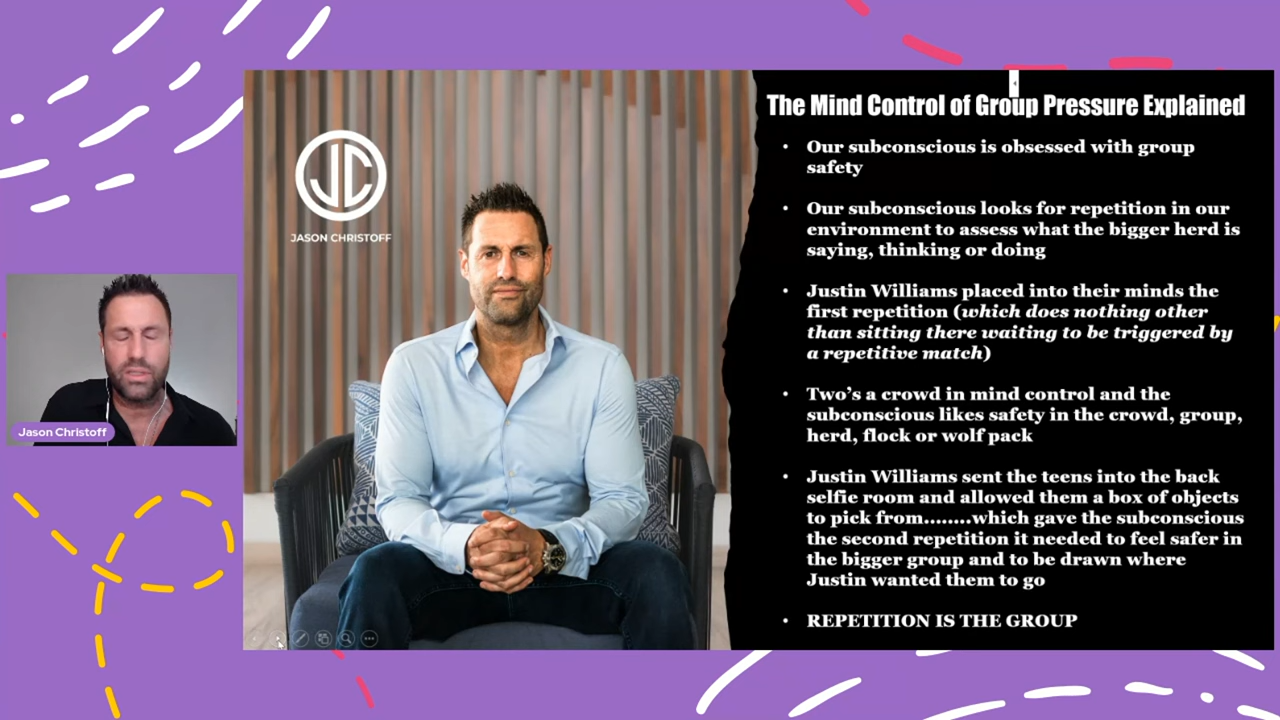 The Mind Control of Group Pressure Explained
• Our subconscious is obsessed with group
safety
• Our subconscious looks for repetition in our
environment to assess what the bigger herd is
saying, thinking or doing
• Justin Williams placed into their minds the
first repetition (which does nothing other
than sitting there waiting to be triggered by
a repetitive match)
• Two’s a crowd in mind control and the
subconscious likes safety in the crowd, group,
herd, flock or wolf pack
• Justin Williams sent the teens into the back
selfie room and allowed them a box of objects
to pick from........which gave the subconscious
the second repetition it needed to feel safer in
the bigger group and to be drawn where
Justin wanted them to go
• REPETITION IS THE GROUP
JC
JASON CHRISTOFF
Jason Christoff